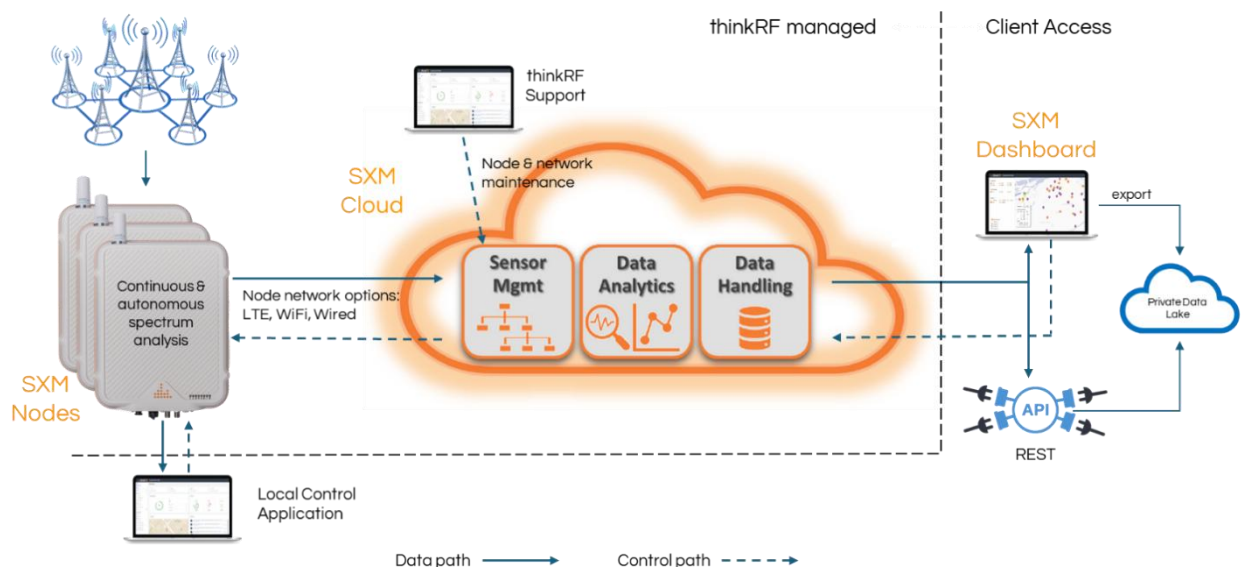 thinkRF managed
Client Access
thinkRF
Support
SXM
Dashboard
SXM
Cloud
Node & network
maintenance
export
Continuous &
autonomous
spectrum
analysis
Node network options:
LTE, WiFi, Wired
Sensor
Mgmt
Data
Analytics
Data
Handling
Private Data
Lake
SXM
Nodes
API
REST
Local Control
Application
Data path
Control path